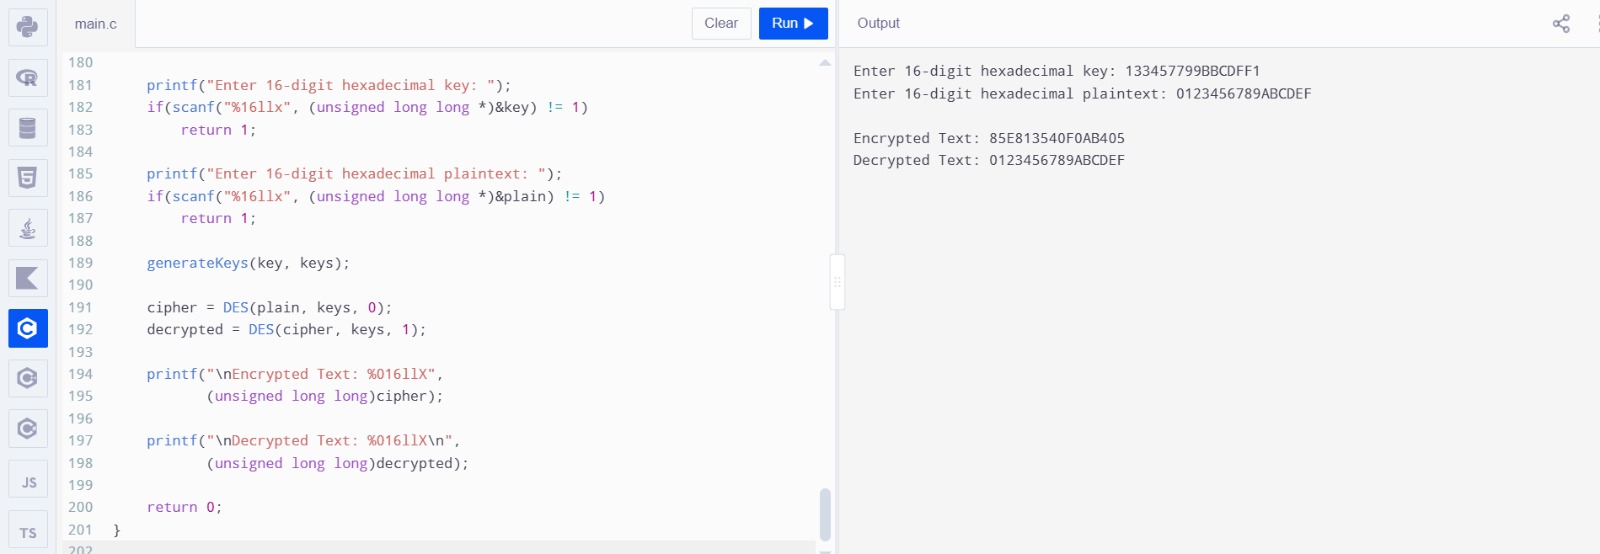 main.c
Clear
Run
Output
180
181 printf("Enter 16-digit hexadecimal key: ");
182 if(scanf("%16llx", (unsigned long long *)&key) != 1)
183 return 1;
184
185 printf("Enter 16-digit hexadecimal plaintext: ");
186 if(scanf("%16llx", (unsigned long long *)&plain) != 1)
187 return 1;
188
189 generateKeys(key, keys);
190
191 cipher = DES(plain, keys, 0);
192 decrypted = DES(cipher, keys, 1);
193
194 printf("\nEncrypted Text: %016llX",
195 (unsigned long long)cipher);
196
197 printf("\nDecrypted Text: %016llX\n",
198 (unsigned long long)decrypted);
199
200 return 0;
201 }
202
Enter 16-digit hexadecimal key: 133457799BBCDFF1
Enter 16-digit hexadecimal plaintext: 0123456789ABCDEF
Encrypted Text: 85E813540F0AB405
Decrypted Text: 0123456789ABCDEF
R
5
C
C
C
JS
TS